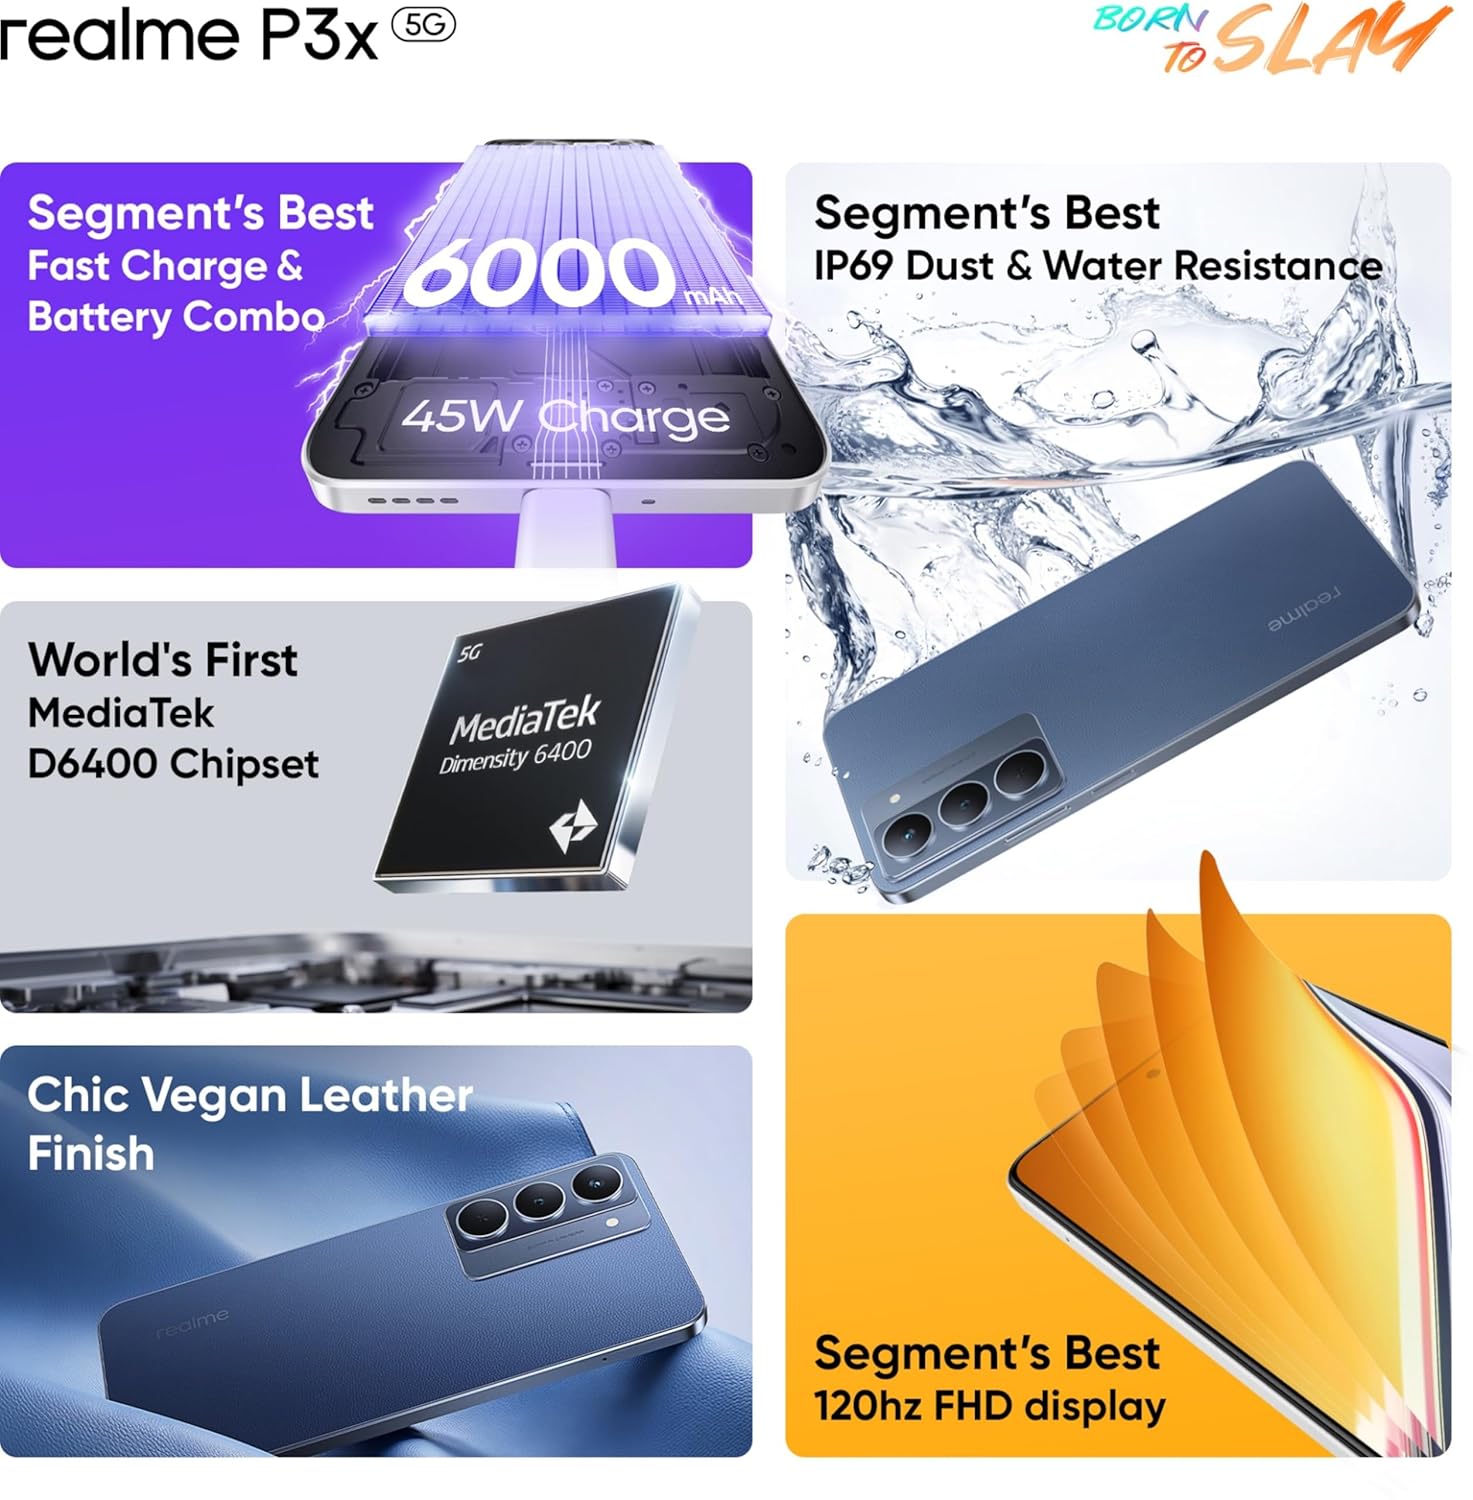 realme P3x 5G
BORN
TO SLAY
Segment's Best
Fast Charge &
Battery Combo
6000 mAh
45W Charge
Segment's Best
IP69 Dust & Water Resistance
realme
World's First
MediaTek
D6400 Chipset
5G
MediaTek
Dimensity 6400
Chic Vegan Leather
Finish
realme
Segment's Best
120hz FHD display